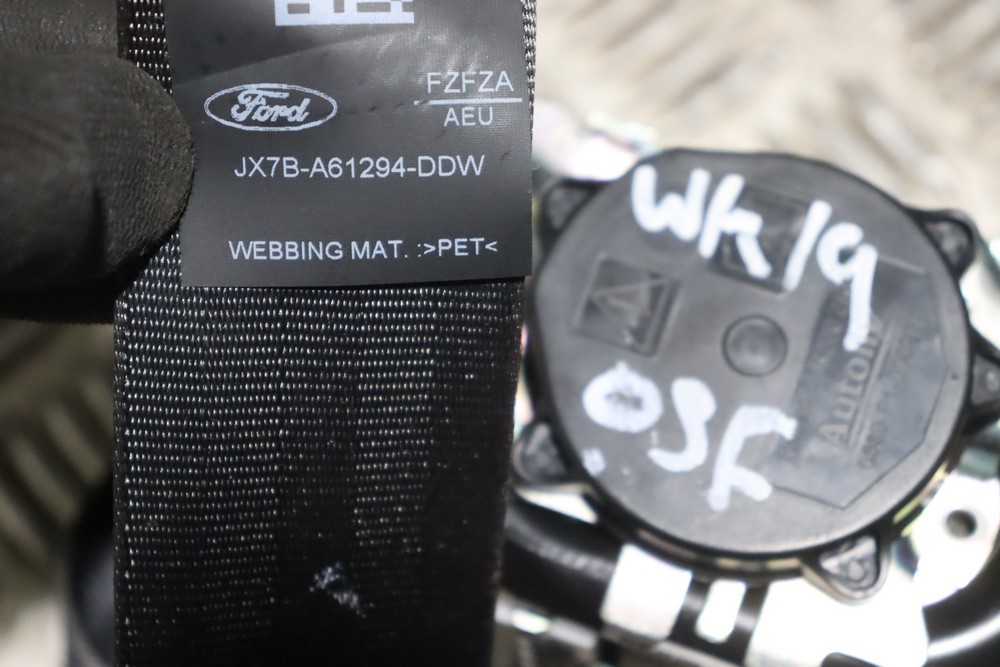 Ford
FZFZA
AEU
JX7B-A61294-DDW
WEBBING MAT. :>PET<
WK/19
OSF